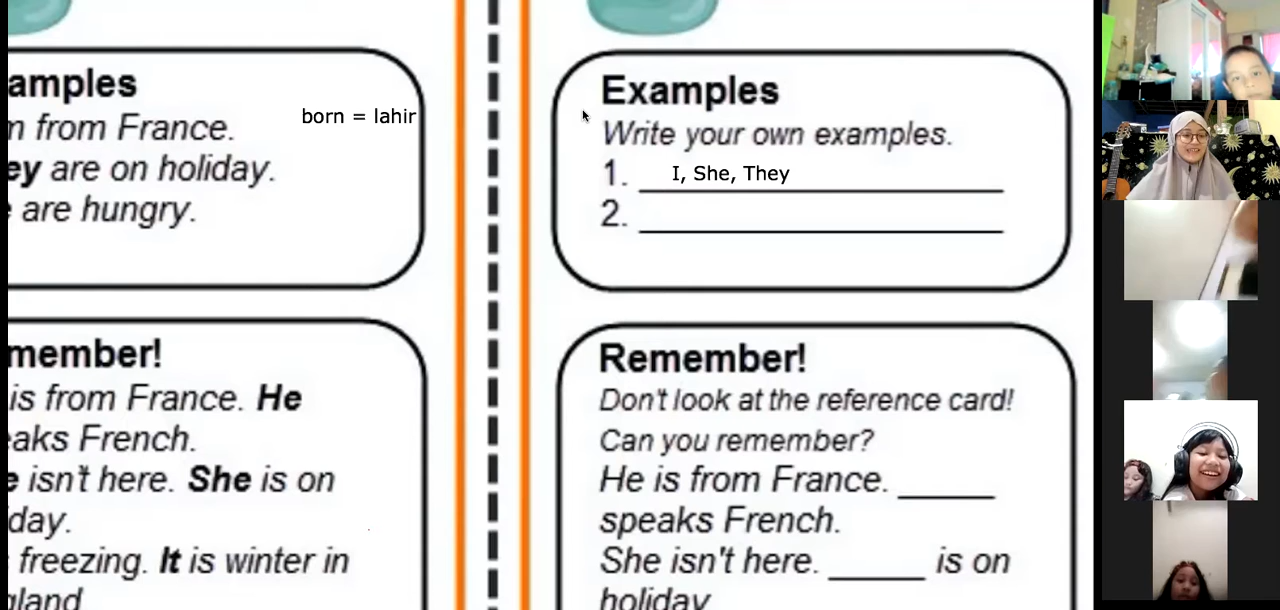 amples
born = lahir
m from France.
ey are on holiday.
are hungry.
member!
is from France. He
eaks French.
e isn't here. She is on
day.
freezing. It is winter in
gland
Examples
Write your own examples.
1. I, She, They
2.
Remember!
Don't look at the reference card!
Can you remember?
He is from France. _____
speaks French.
She isn't here. _____ is on
holiday